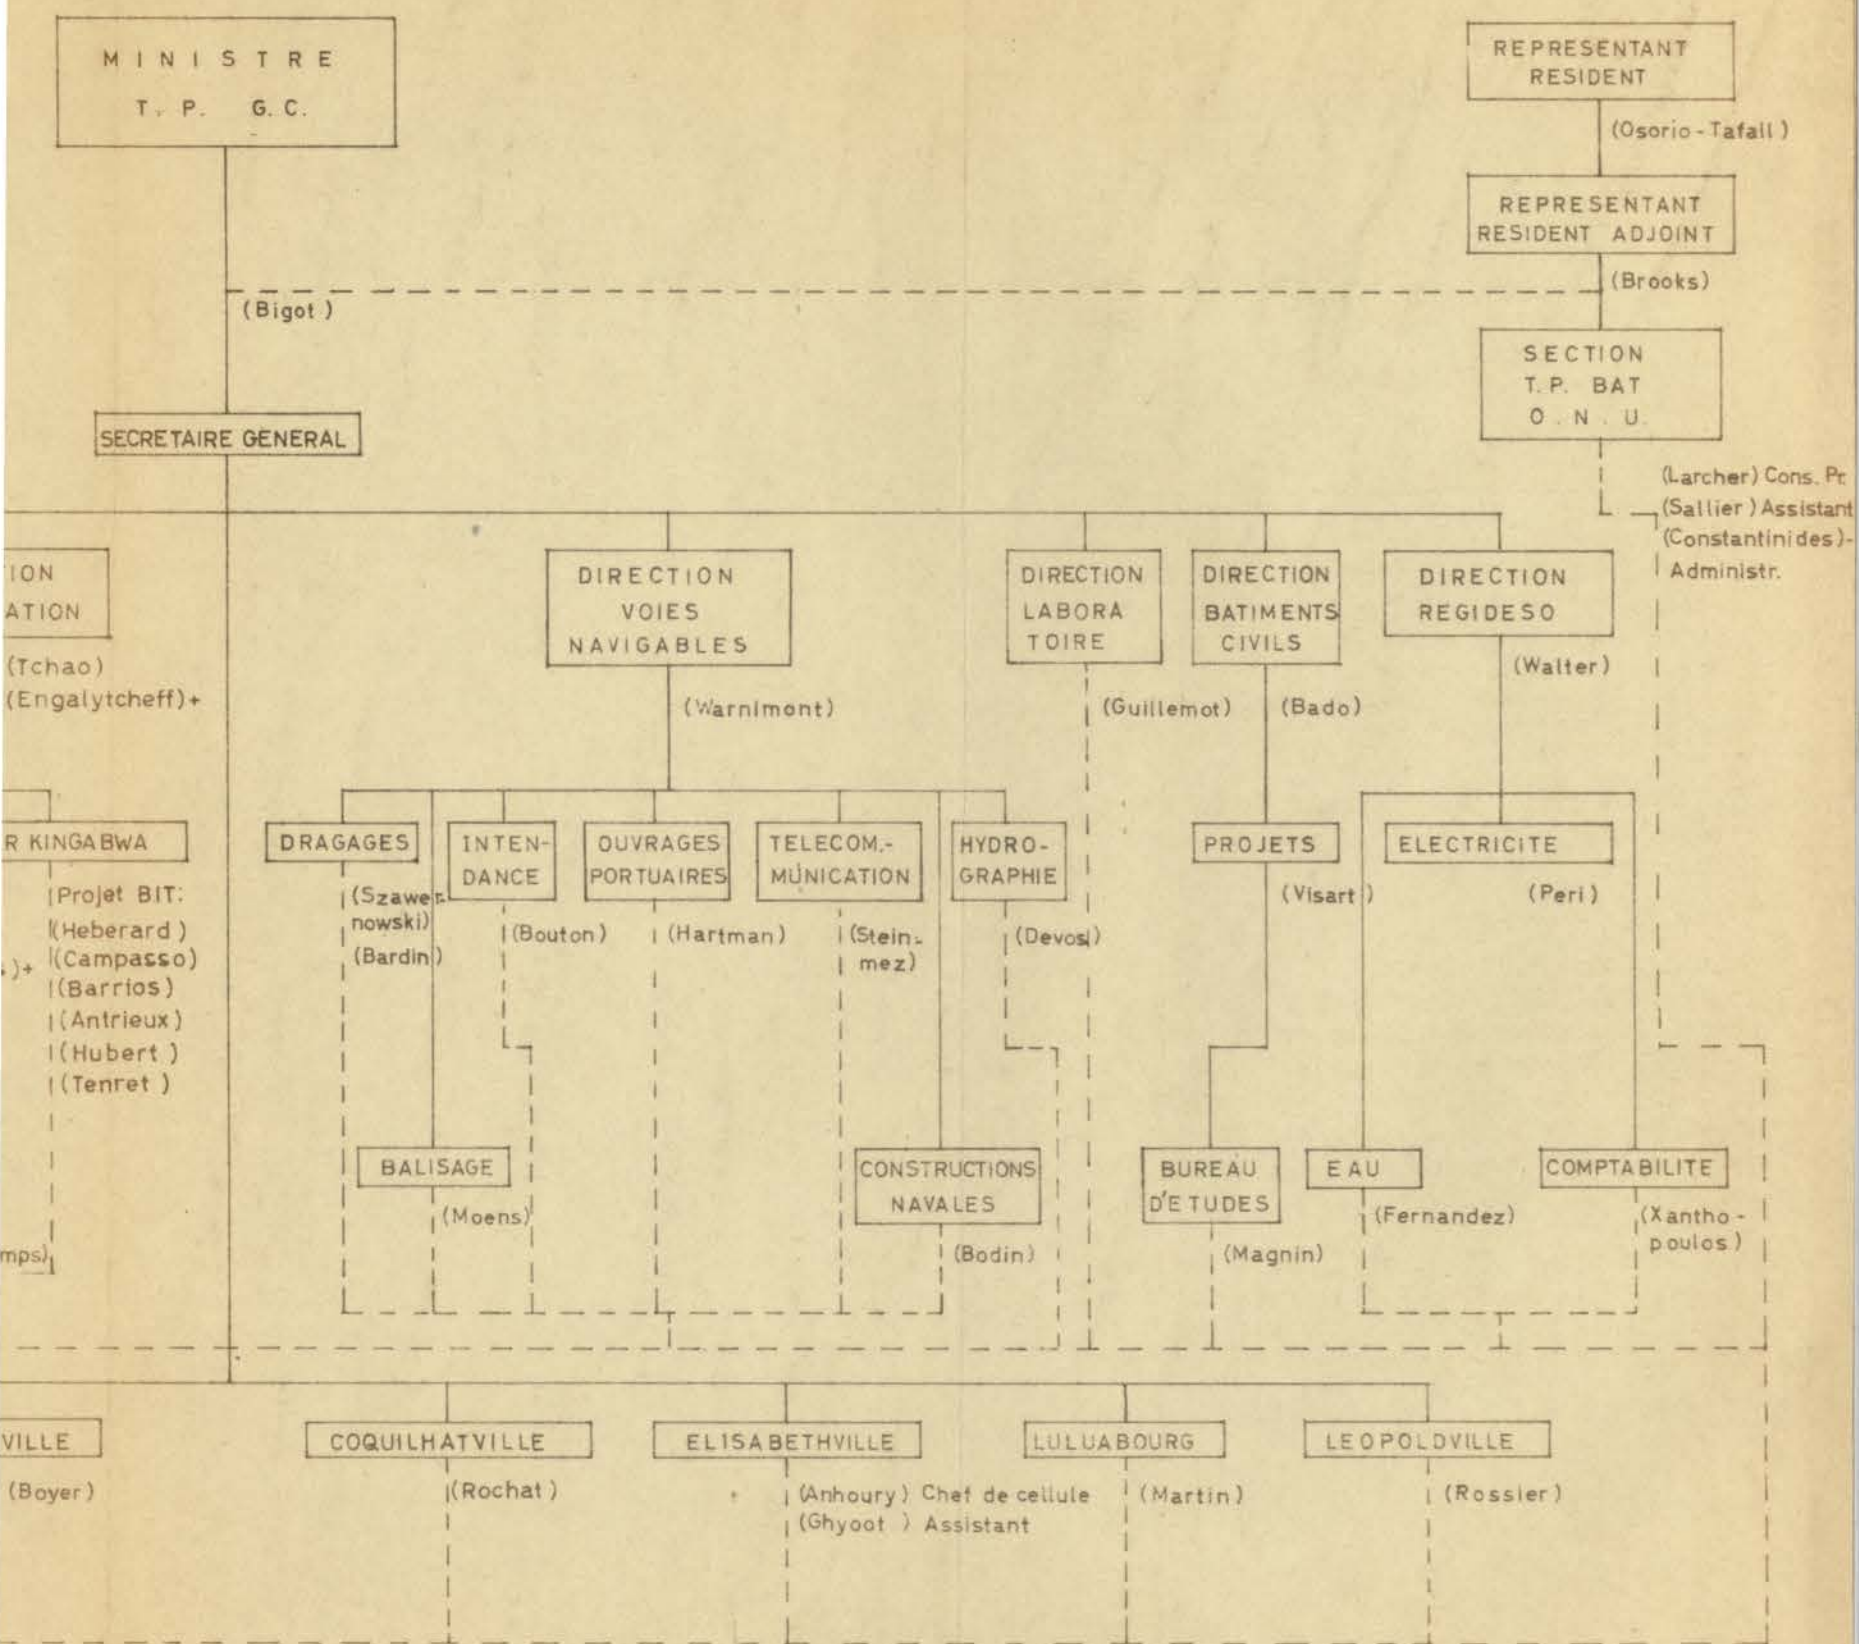 MINISTRE
T. P. G. C.
REPRESENTANT
RESIDENT
(Osorio - Tafall)
REPRESENTANT
RESIDENT ADJOINT
(Brooks)
(Bigot)
SECTION
T. P. BAT
O. N. U.
SECRETAIRE GENERAL
(Larcher) Cons. Pr.
(Sallier) Assistant
(Constantinides)-
Administr.
ION
ATION
(Tchao)
(Engalytcheff)+
DIRECTION
VOIES
NAVIGABLES
(Warnimont)
DIRECTION
LABORA
TOIRE
(Guillemot)
DIRECTION
BATIMENTS
CIVILS
(Bado)
DIRECTION
REGIDESO
(Walter)
R KINGABWA
Projet BIT:
(Heberard)
(Campasso)
)+
(Barrios)
(Antrieux)
(Hubert)
(Tenret)
mps)
DRAGAGES
(Szawer-
nowski)
(Bardin)
INTEN-
DANCE
(Bouton)
OUVRAGES
PORTUAIRES
(Hartman)
TELECOM.-
MUNICATION
(Stein-
mez)
HYDRO-
GRAPHIE
(Devos)
PROJETS
(Visart)
ELECTRICITE
(Peri)
BALISAGE
(Moens)
CONSTRUCTIONS
NAVALES
(Bodin)
BUREAU
D'ETUDES
(Magnin)
EAU
(Fernandez)
COMPTABILITE
(Xantho-
poulos)
VILLE
(Boyer)
COQUILHATVILLE
(Rochat)
ELISABETHVILLE
(Anhoury) Chef de cellule
(Ghyoot) Assistant
LULUABOURG
(Martin)
LEOPOLDVILLE
(Rossier)